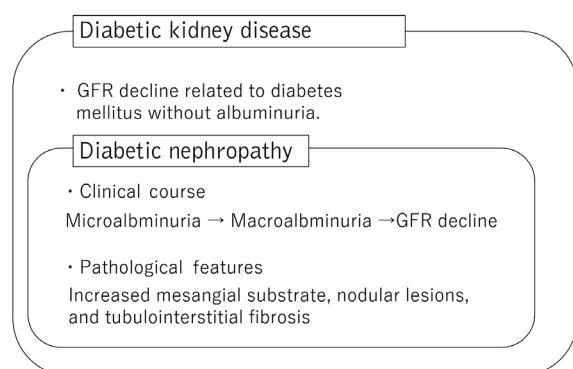 Diabetic kidney disease
・ GFR decline related to diabetes
mellitus without albuminuria.
Diabetic nephropathy
・Clinical course
Microalbminuria → Macroalbminuria →GFR decline
・Pathological features
Increased mesangial substrate, nodular lesions,
and tubulointerstitial fibrosis